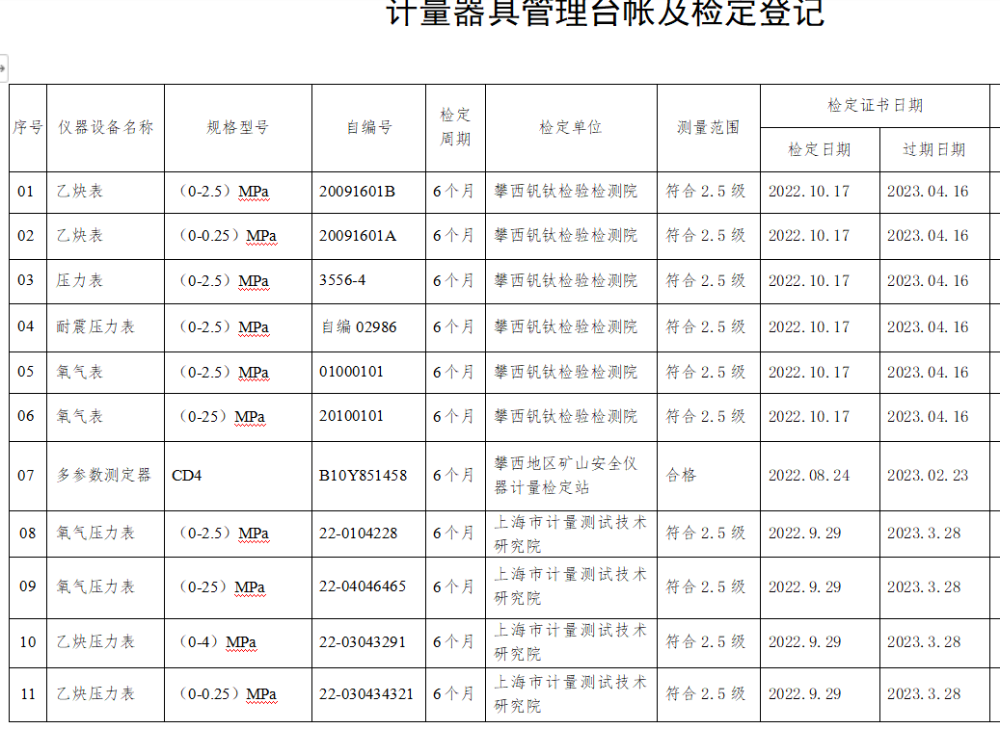 计量器具管理台帐及检定登记
序号 仪器设备名称 规格型号 自编号 检定周期 检定单位 测量范围 检定证书日期
检定日期 过期日期
01 乙炔表 （0-2.5）MPa 20091601B 6个月 攀西钒钛检验检测院 符合2.5级 2022.10.17 2023.04.16
02 乙炔表 （0-0.25）MPa 20091601A 6个月 攀西钒钛检验检测院 符合2.5级 2022.10.17 2023.04.16
03 压力表 （0-2.5）MPa 3556-4 6个月 攀西钒钛检验检测院 符合2.5级 2022.10.17 2023.04.16
04 耐震压力表 （0-2.5）MPa 自编02986 6个月 攀西钒钛检验检测院 符合2.5级 2022.10.17 2023.04.16
05 氧气表 （0-2.5）MPa 01000101 6个月 攀西钒钛检验检测院 符合2.5级 2022.10.17 2023.04.16
06 氧气表 （0-25）MPa 20100101 6个月 攀西钒钛检验检测院 符合2.5级 2022.10.17 2023.04.16
07 多参数测定器 CD4 B10Y851458 6个月 攀西地区矿山安全仪器计量检定站 合格 2022.08.24 2023.02.23
08 氧气压力表 （0-2.5）MPa 22-0104228 6个月 上海市计量测试技术研究院 符合2.5级 2022.9.29 2023.3.28
09 氧气压力表 （0-25）MPa 22-04046465 6个月 上海市计量测试技术研究院 符合2.5级 2022.9.29 2023.3.28
10 乙炔压力表 （0-4）MPa 22-03043291 6个月 上海市计量测试技术研究院 符合2.5级 2022.9.29 2023.3.28
11 乙炔压力表 （0-0.25）MPa 22-030434321 6个月 上海市计量测试技术研究院 符合2.5级 2022.9.29 2023.3.28